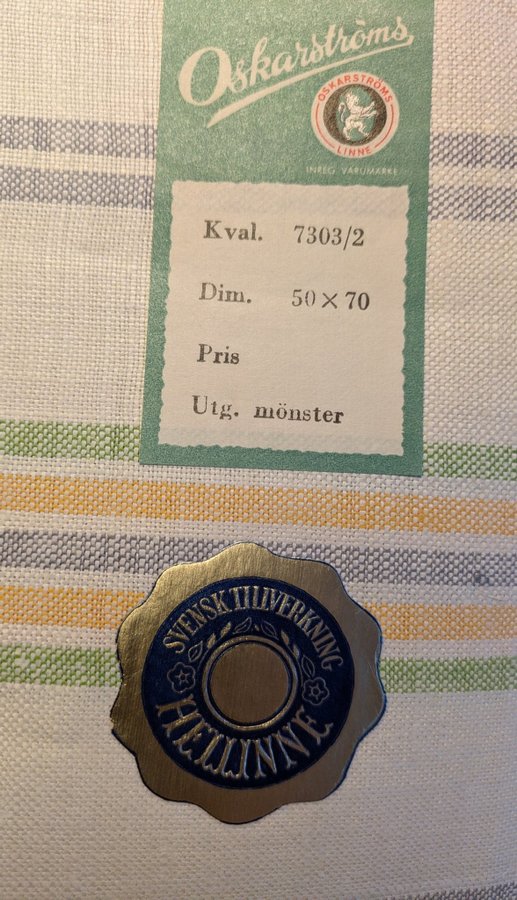 Oskarströms
OSKARSTRÖMS
LINNE
INREG. VARUMÄRKE
Kval. 7303/2
Dim. 50 × 70
Pris
Utg. mönster
SVENSK TILLVERKNING
HELLINNE